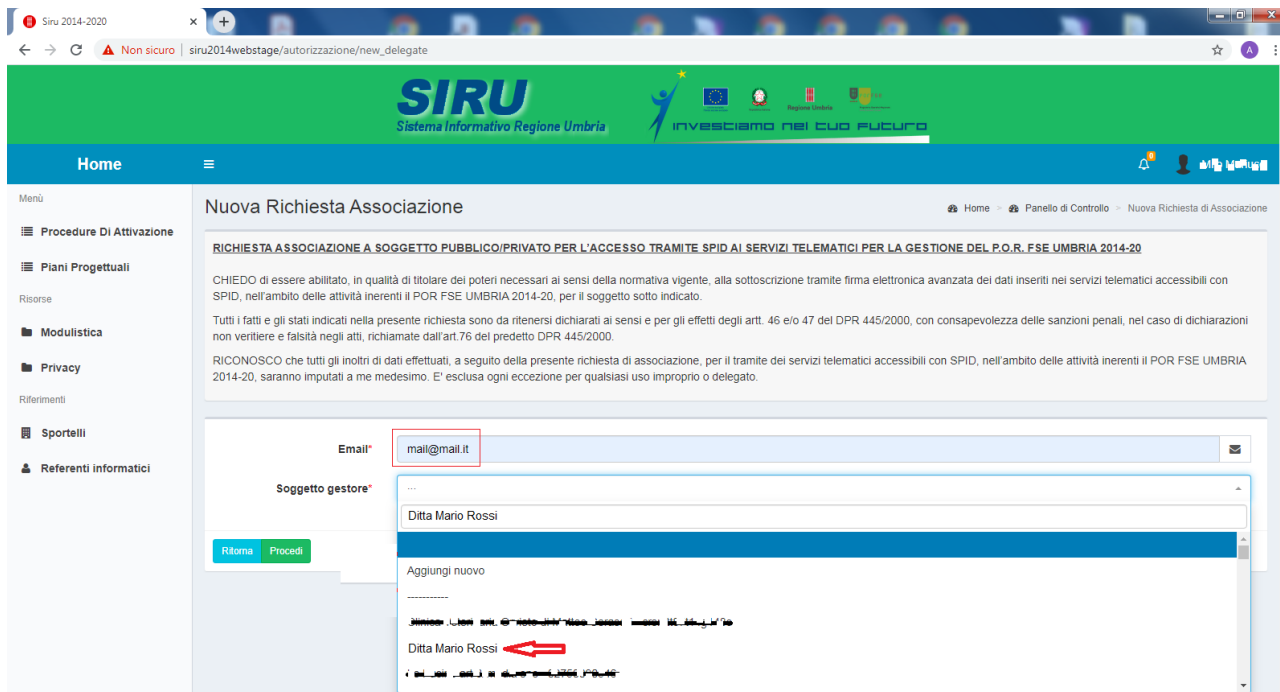 Siru 2014-2020
Non sicuro | siru2014webstage/autorizzazione/new_delegate
A
SIRU
Sistema Informativo Regione Umbria
Regione Umbria
investiamo nel tuo futuro
Home
0
Menù
Procedure Di Attivazione
Piani Progettuali
Risorse
Modulistica
Privacy
Riferimenti
Sportelli
Referenti informatici
Nuova Richiesta Associazione
Home > Panello di Controllo > Nuova Richiesta di Associazione
RICHIESTA ASSOCIAZIONE A SOGGETTO PUBBLICO/PRIVATO PER L'ACCESSO TRAMITE SPID AI SERVIZI TELEMATICI PER LA GESTIONE DEL P.O.R. FSE UMBRIA 2014-20
CHIEDO di essere abilitato, in qualità di titolare dei poteri necessari ai sensi della normativa vigente, alla sottoscrizione tramite firma elettronica avanzata dei dati inseriti nei servizi telematici accessibili con
SPID, nell'ambito delle attività inerenti il POR FSE UMBRIA 2014-20, per il soggetto sotto indicato.
Tutti i fatti e gli stati indicati nella presente richiesta sono da ritenersi dichiarati ai sensi e per gli effetti degli artt. 46 e/o 47 del DPR 445/2000, con consapevolezza delle sanzioni penali, nel caso di dichiarazioni
non veritiere e falsità negli atti, richiamate dall'art.76 del predetto DPR 445/2000.
RICONOSCO che tutti gli inoltri di dati effettuati, a seguito della presente richiesta di associazione, per il tramite dei servizi telematici accessibili con SPID, nell'ambito delle attività inerenti il POR FSE UMBRIA
2014-20, saranno imputati a me medesimo. E' esclusa ogni eccezione per qualsiasi uso improprio o delegato.
Email*
mail@mail.it
Soggetto gestore*
...
Ditta Mario Rossi
Ritorna
Procedi
Aggiungi nuovo
-----------
Ditta Mario Rossi